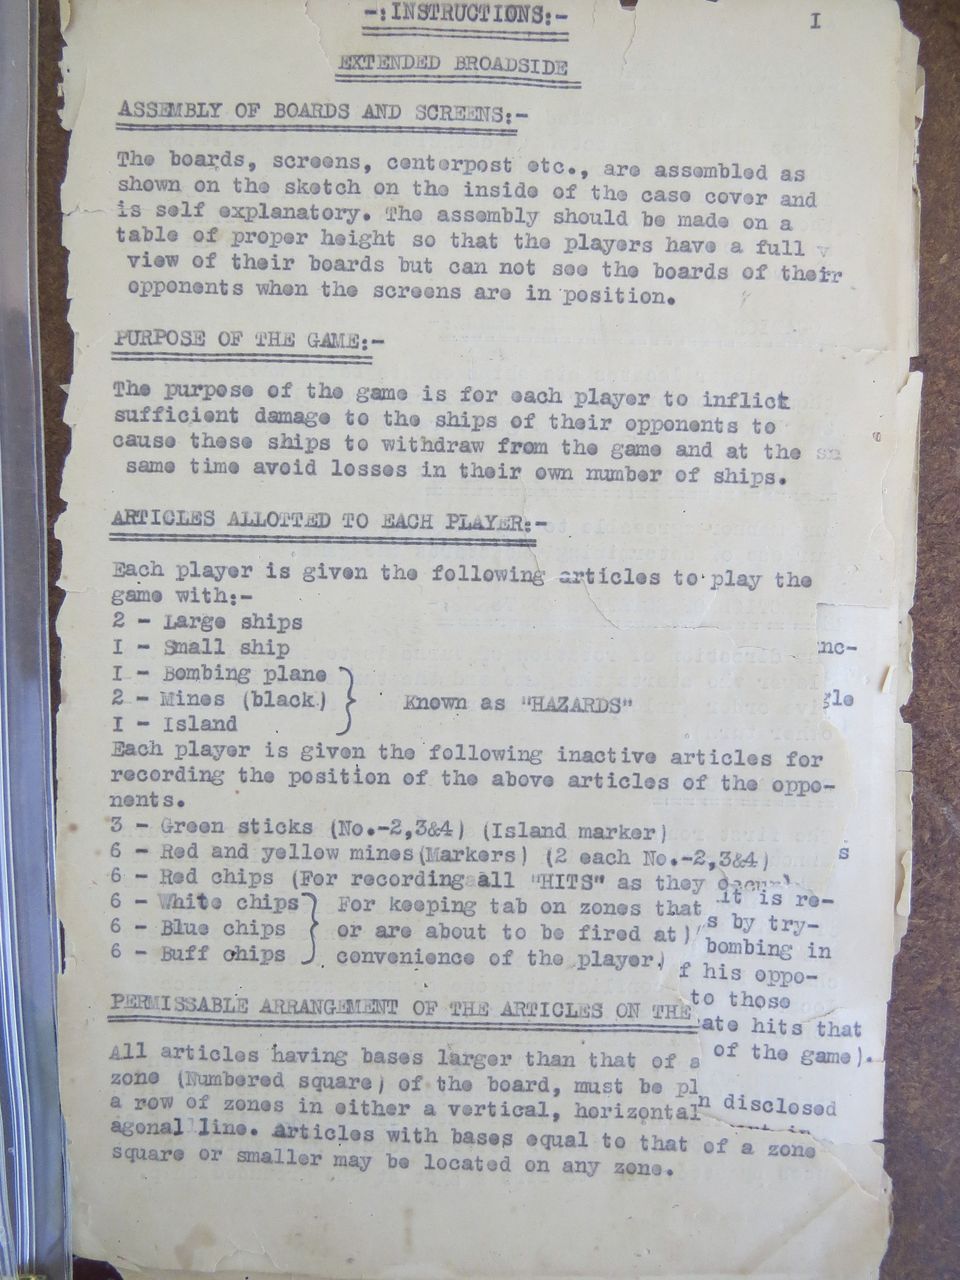 -:INSTRUCTIONS:- I
EXTENDED BROADSIDE
ASSEMBLY OF BOARDS AND SCREENS:-
The boards, screens, centerpost etc., are assembled as
shown on the sketch on the inside of the case cover and
is self explanatory. The assembly should be made on a
table of proper height so that the players have a full v
view of their boards but can not see the boards of their
opponents when the screens are in position.
PURPOSE OF THE GAME:-
The purpose of the game is for each player to inflict
sufficient damage to the ships of their opponents to
cause these ships to withdraw from the game and at the
same time avoid losses in their own number of ships.
ARTICLES ALLOTTED TO EACH PLAYER:-
Each player is given the following articles to play the
game with:-
2 - Large ships
I - Small ship
I - Bombing plane
2 - Mines (black) Known as "HAZARDS"
I - Island
Each player is given the following inactive articles for
recording the position of the above articles of the oppo-
nents.
3 - Green sticks (No.-2,3&4) (Island marker)
6 - Red and yellow mines(Markers) (2 each No.-2,3&4) s
6 - Red chips (For recording all "HITS" as they
6 - White chips For keeping tab on zones that it is re-
6 - Blue chips or are about to be fired at) s by try-
6 - Buff chips convenience of the player) bombing in
f his oppo-
to those
PERMISSABLE ARRANGEMENT OF THE ARTICLES ON THE
ate hits that
All articles having bases larger than that of a of the game).
zone (Numbered square) of the board, must be pl
a row of zones in either a vertical, horizontal n disclosed
agonal line. Articles with bases equal to that of a zone
square or smaller may be located on any zone.